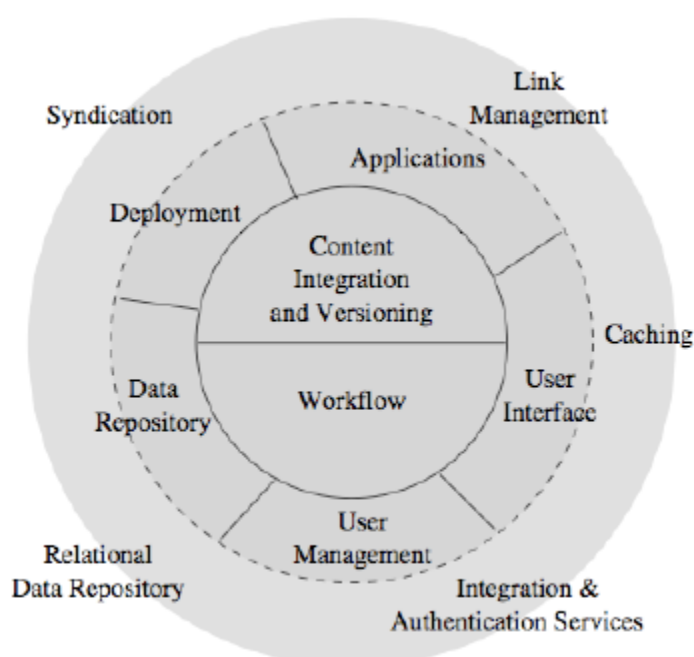 Link
Management
Syndication
Applications
Deployment
Content
Integration
and Versioning
Caching
User
Interface
Data
Repository
Workflow
User
Management
Relational
Data Repository
Integration &
Authentication Services